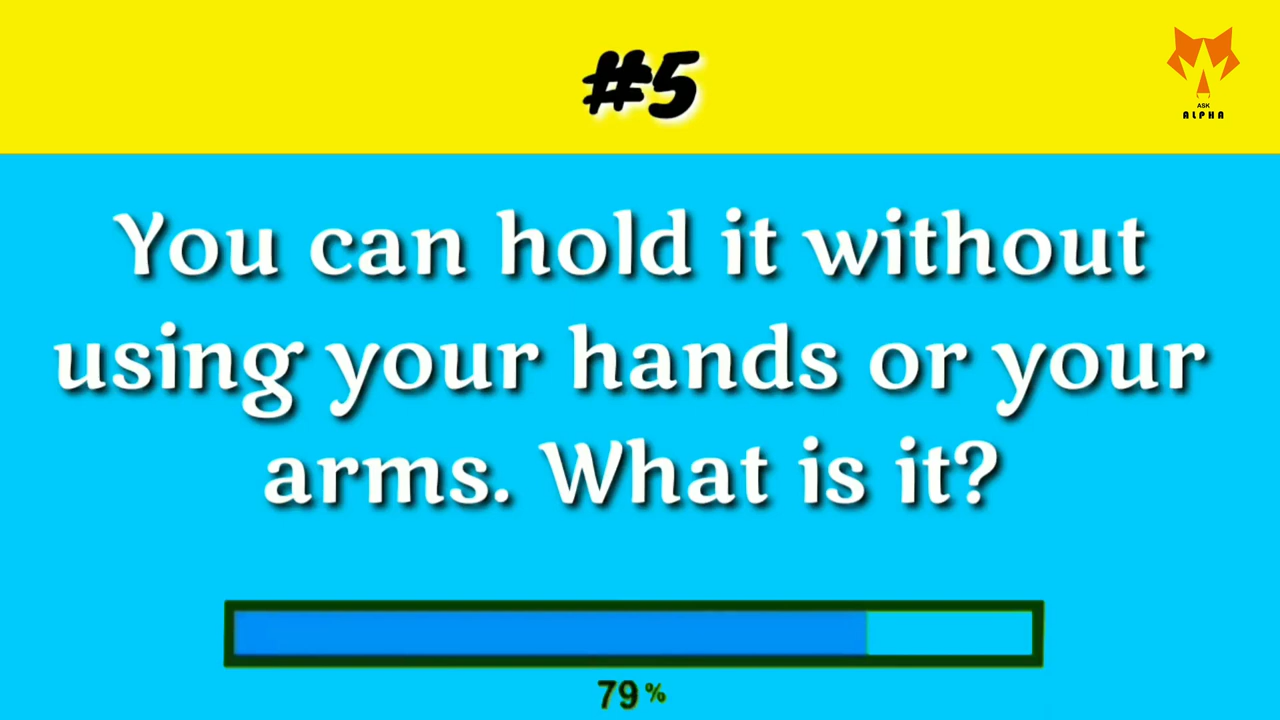 #5
ASK
ALPHA
You can hold it without
using your hands or your
arms. What is it?
79 %